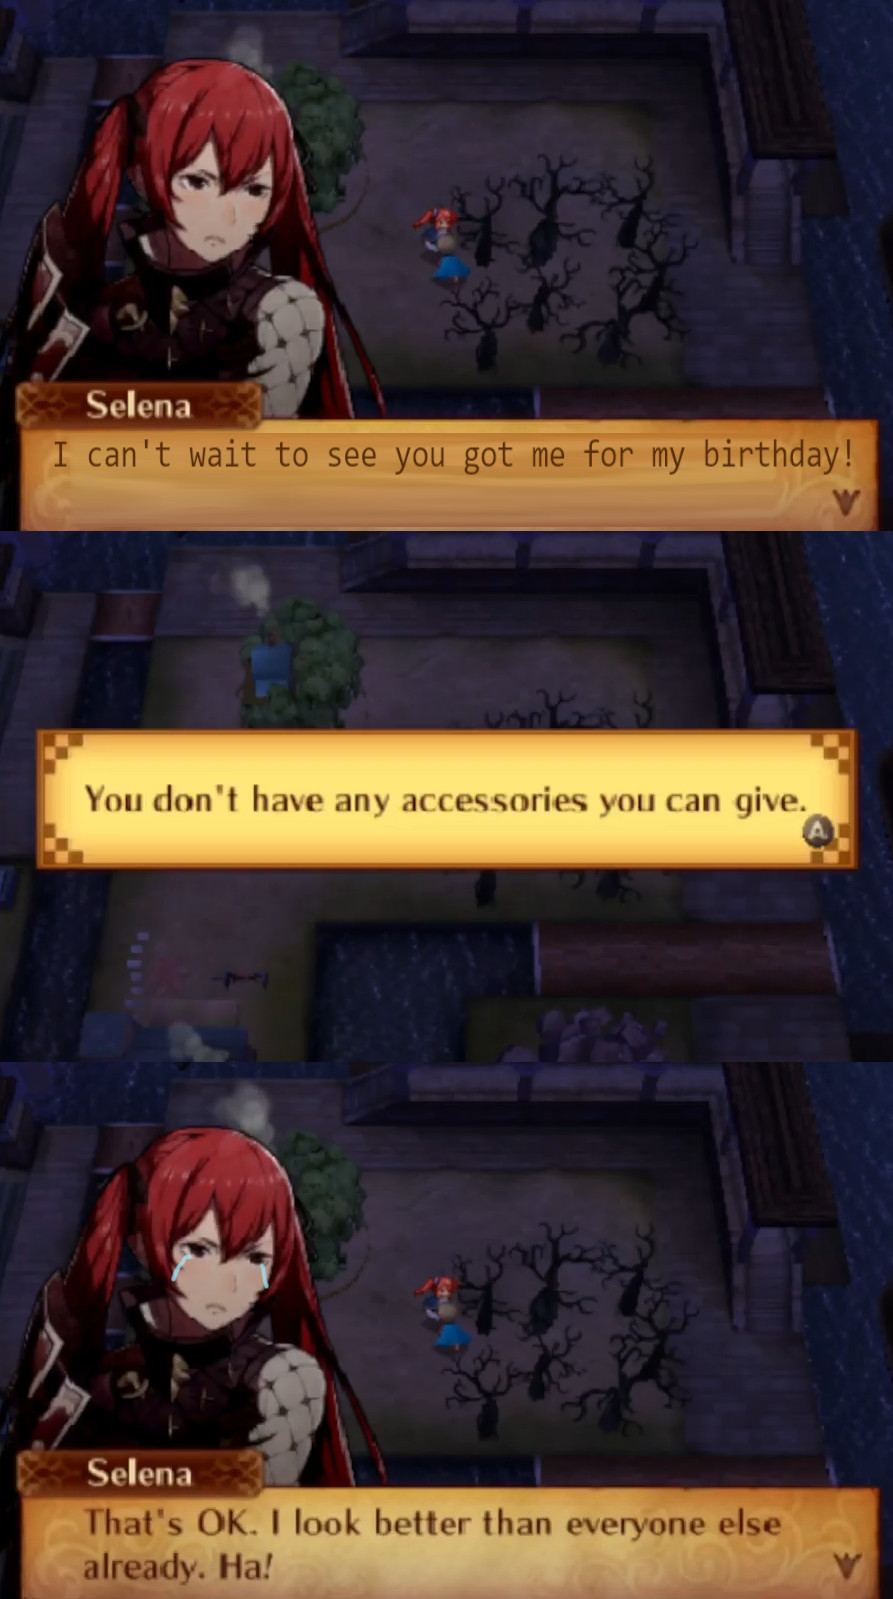 Selena
I can't wait to see you got me for my birthday!
You don't have any accessories you can give.
A
Selena
That's OK. I look better than everyone else
already. Ha!